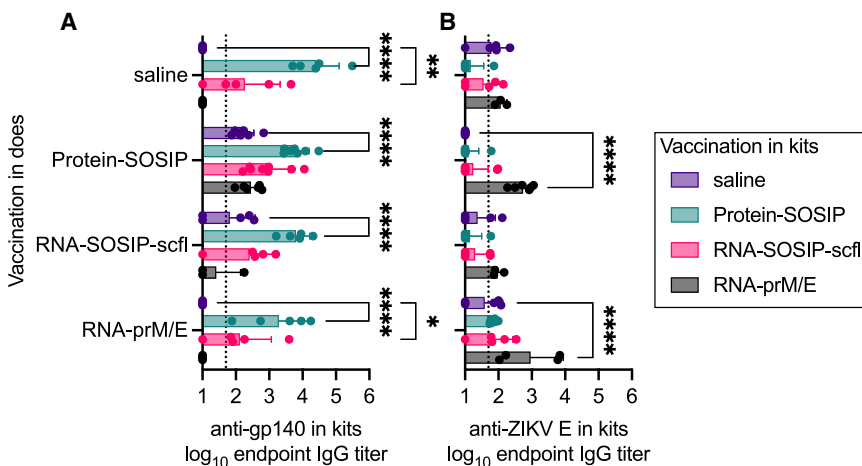 A
B
Vaccination in does
saline
Protein-SOSIP
RNA-SOSIP-scfl
RNA-prM/E
****
**
****
****
****
*
****
****
1 2 3 4 5 6
1 2 3 4 5 6
anti-gp140 in kits
log10 endpoint IgG titer
anti-ZIKV E in kits
log10 endpoint IgG titer
Vaccination in kits
saline
Protein-SOSIP
RNA-SOSIP-scfl
RNA-prM/E